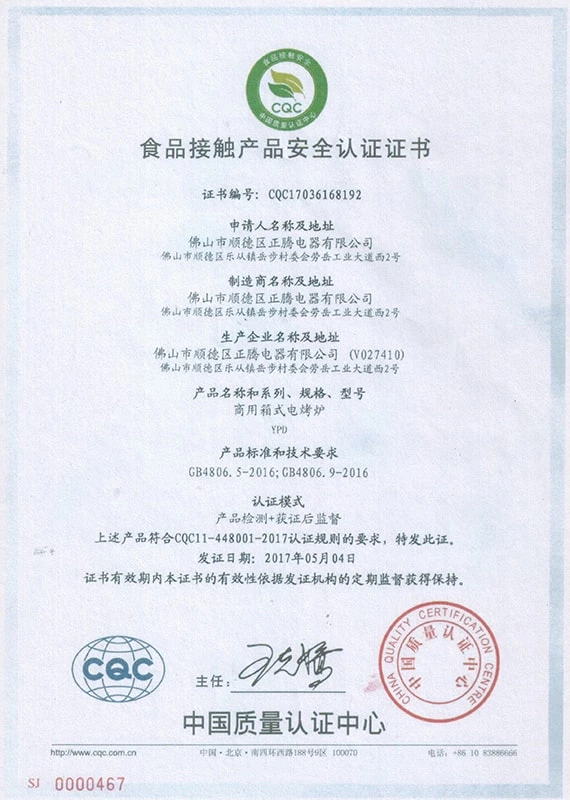 食品接触安全
CQC
中国质量认证中心
食品接触产品安全认证证书
证书编号：CQC17036168192
申请人名称及地址
佛山市顺德区正腾电器有限公司
佛山市顺德区乐从镇岳步村委会劳岳工业大道西2号
制造商名称及地址
佛山市顺德区正腾电器有限公司
佛山市顺德区乐从镇岳步村委会劳岳工业大道西2号
生产企业名称及地址
佛山市顺德区正腾电器有限公司 (V027410)
佛山市顺德区乐从镇岳步村委会劳岳工业大道西2号
产品名称和系列、规格、型号
商用箱式电烤炉
YPD
产品标准和技术要求
GB4806.5-2016;GB4806.9-2016
认证模式
产品检测+获证后监督
上述产品符合CQC11-448001-2017认证规则的要求，特发此证。
发证日期：2017年05月04日
证书有效期内本证书的有效性依据发证机构的定期监督获得保持。
CQC
主任：
CHINA QUALITY CERTIFICATION CENTRE
中国质量认证中心
中国质量认证中心
http://www.cqc.com.cn 中国·北京·南四环西路188号9区 100070 电话：+86 10 83886666
SJ 0000467